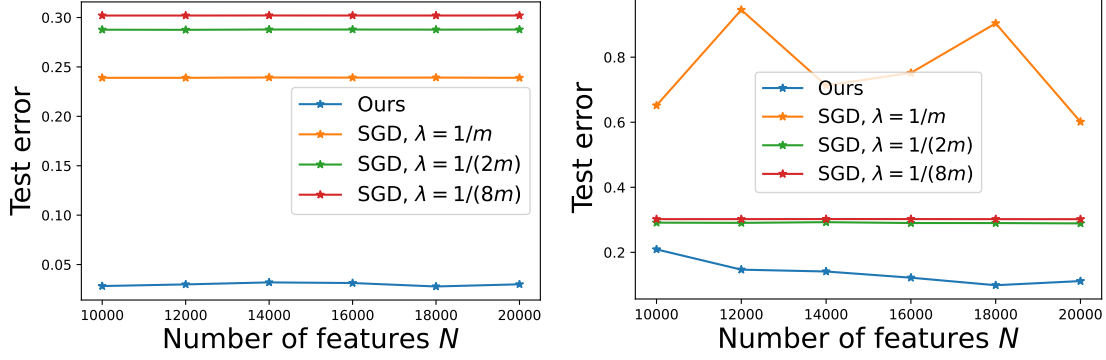 0.30
0.25
0.20
0.15
0.10
0.05
Test error
Ours
SGD, λ = 1/m
SGD, λ = 1/(2m)
SGD, λ = 1/(8m)
10000 12000 14000 16000 18000 20000
Number of features N
0.8
0.6
0.4
0.2
Test error
Ours
SGD, λ = 1/m
SGD, λ = 1/(2m)
SGD, λ = 1/(8m)
10000 12000 14000 16000 18000 20000
Number of features N